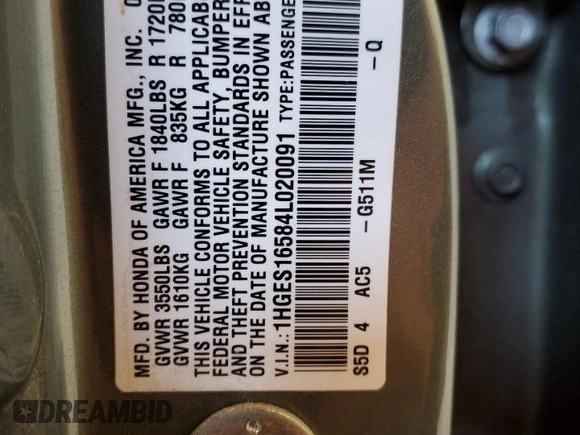 MFD. BY HONDA OF AMERICA MFG., INC.
GVWR 3550LBS GAWR F 1840LBS R 1720
GVWR 1610KG GAWR F 835KG R 780
THIS VEHICLE CONFORMS TO ALL APPLICAB
FEDERAL MOTOR VEHICLE SAFETY, BUMPER
AND THEFT PREVENTION STANDARDS IN EFF
ON THE DATE OF MANUFACTURE SHOWN AB
V.I.N.: 1HGES16584L020091 TYPE: PASSENGE
S5D 4 AC5 -G511M -Q
DREAMBID